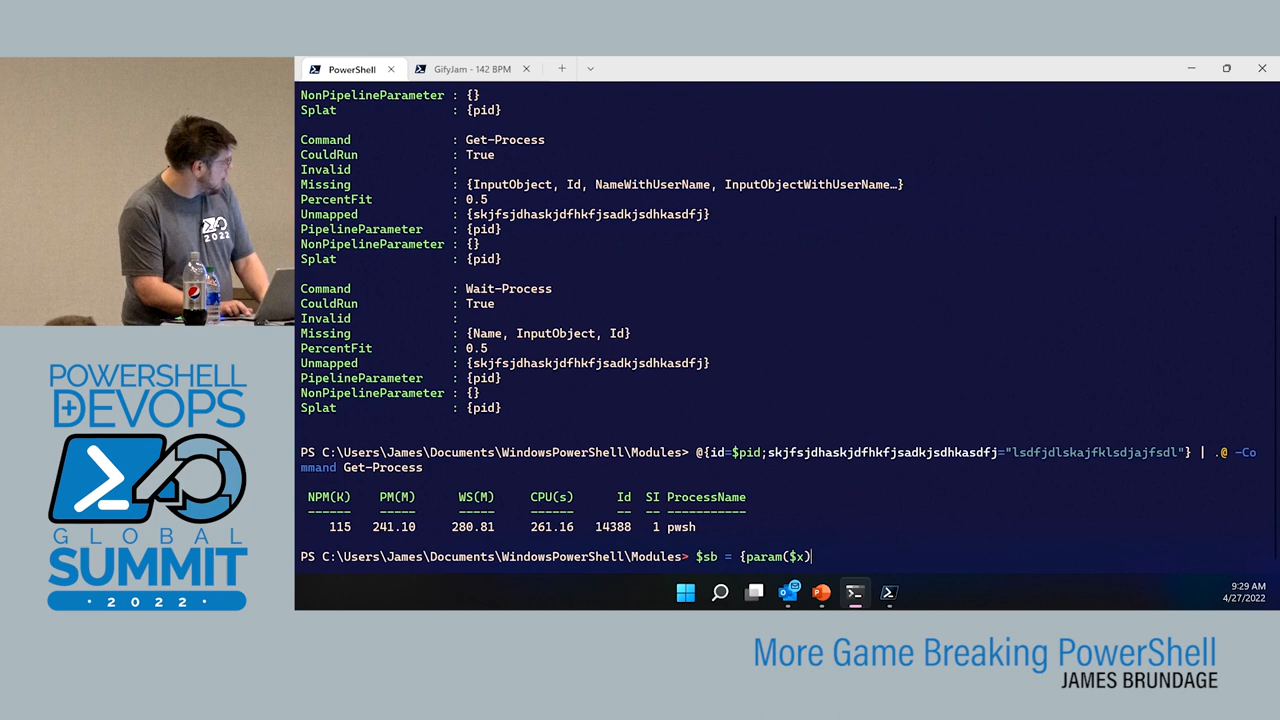 PowerShell
GifyJam - 142 BPM
NonPipelineParameter : {}
Splat : {pid}
Command : Get-Process
CouldRun : True
Invalid :
Missing : {InputObject, Id, NameWithUserName, InputObjectWithUserName…}
PercentFit : 0.5
Unmapped : {skjfsjdhaskjdfhkfjsadkjsdhkasdfj}
PipelineParameter : {pid}
NonPipelineParameter : {}
Splat : {pid}
Command : Wait-Process
CouldRun : True
Invalid :
Missing : {Name, InputObject, Id}
PercentFit : 0.5
Unmapped : {skjfsjdhaskjdfhkfjsadkjsdhkasdfj}
PipelineParameter : {pid}
NonPipelineParameter : {}
Splat : {pid}
PS C:\Users\James\Documents\WindowsPowerShell\Modules> @{id=$pid;skjfsjdhaskjdfhkfjsadkjsdhkasdfj="lsdfjdlskajfklsdjajfsdl"} | .@ -Co
mmand Get-Process
NPM(K) PM(M) WS(M) CPU(s) Id SI ProcessName
------ ----- ----- ------ -- -- -----------
115 241.10 280.81 261.16 14388 1 pwsh
PS C:\Users\James\Documents\WindowsPowerShell\Modules> $sb = {param($x)
9:29 AM
4/27/2022
2022
POWERSHELL
+DEVOPS
GLOBAL
SUMMIT
· 2022 ·
More Game Breaking PowerShell
JAMES BRUNDAGE